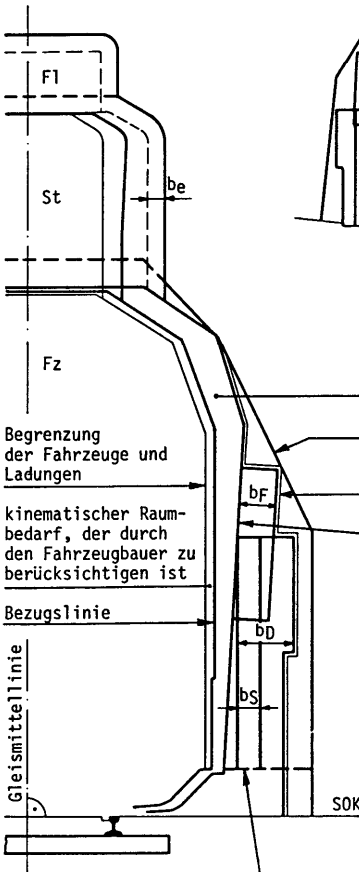 Fl
St
be
Fz
Begrenzung
der Fahrzeuge und
Ladungen
bF
kinematischer Raum-
bedarf, der durch
den Fahrzeugbauer zu
berücksichtigen ist
Bezugslinie
bD
bS
Gleismittellinie
SOK